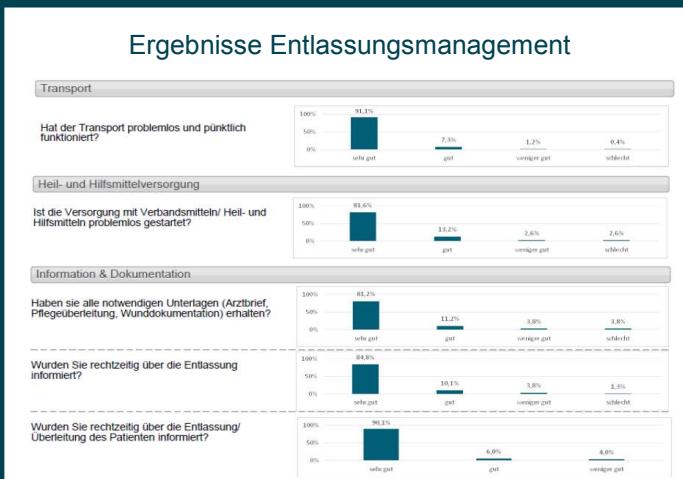 Ergebnisse Entlassungsmanagement
Transport
Hat der Transport problemlos und pünktlich
funktioniert?
100%
50%
0%
91,1%
7,3%
1,2%
0,4%
sehr gut
gut
weniger gut
schlecht
Heil- und Hilfsmittelversorgung
Ist die Versorgung mit Verbandsmitteln/ Heil- und
Hilfsmitteln problemlos gestartet?
100%
50%
0%
81,6%
13,2%
2,6%
2,6%
sehr gut
gut
weniger gut
schlecht
Information & Dokumentation
Haben sie alle notwendigen Unterlagen (Arztbrief,
Pflegeüberleitung, Wunddokumentation) erhalten?
100%
50%
0%
81,2%
11,2%
3,8%
3,8%
sehr gut
gut
weniger gut
schlecht
Wurden Sie rechtzeitig über die Entlassung
informiert?
100%
50%
0%
84,8%
10,1%
3,8%
1,3%
sehr gut
gut
weniger gut
schlecht
Wurden Sie rechtzeitig über die Entlassung/
Überleitung des Patienten informiert?
100%
50%
0%
90,1%
6,0%
4,0%
sehr gut
gut
weniger gut